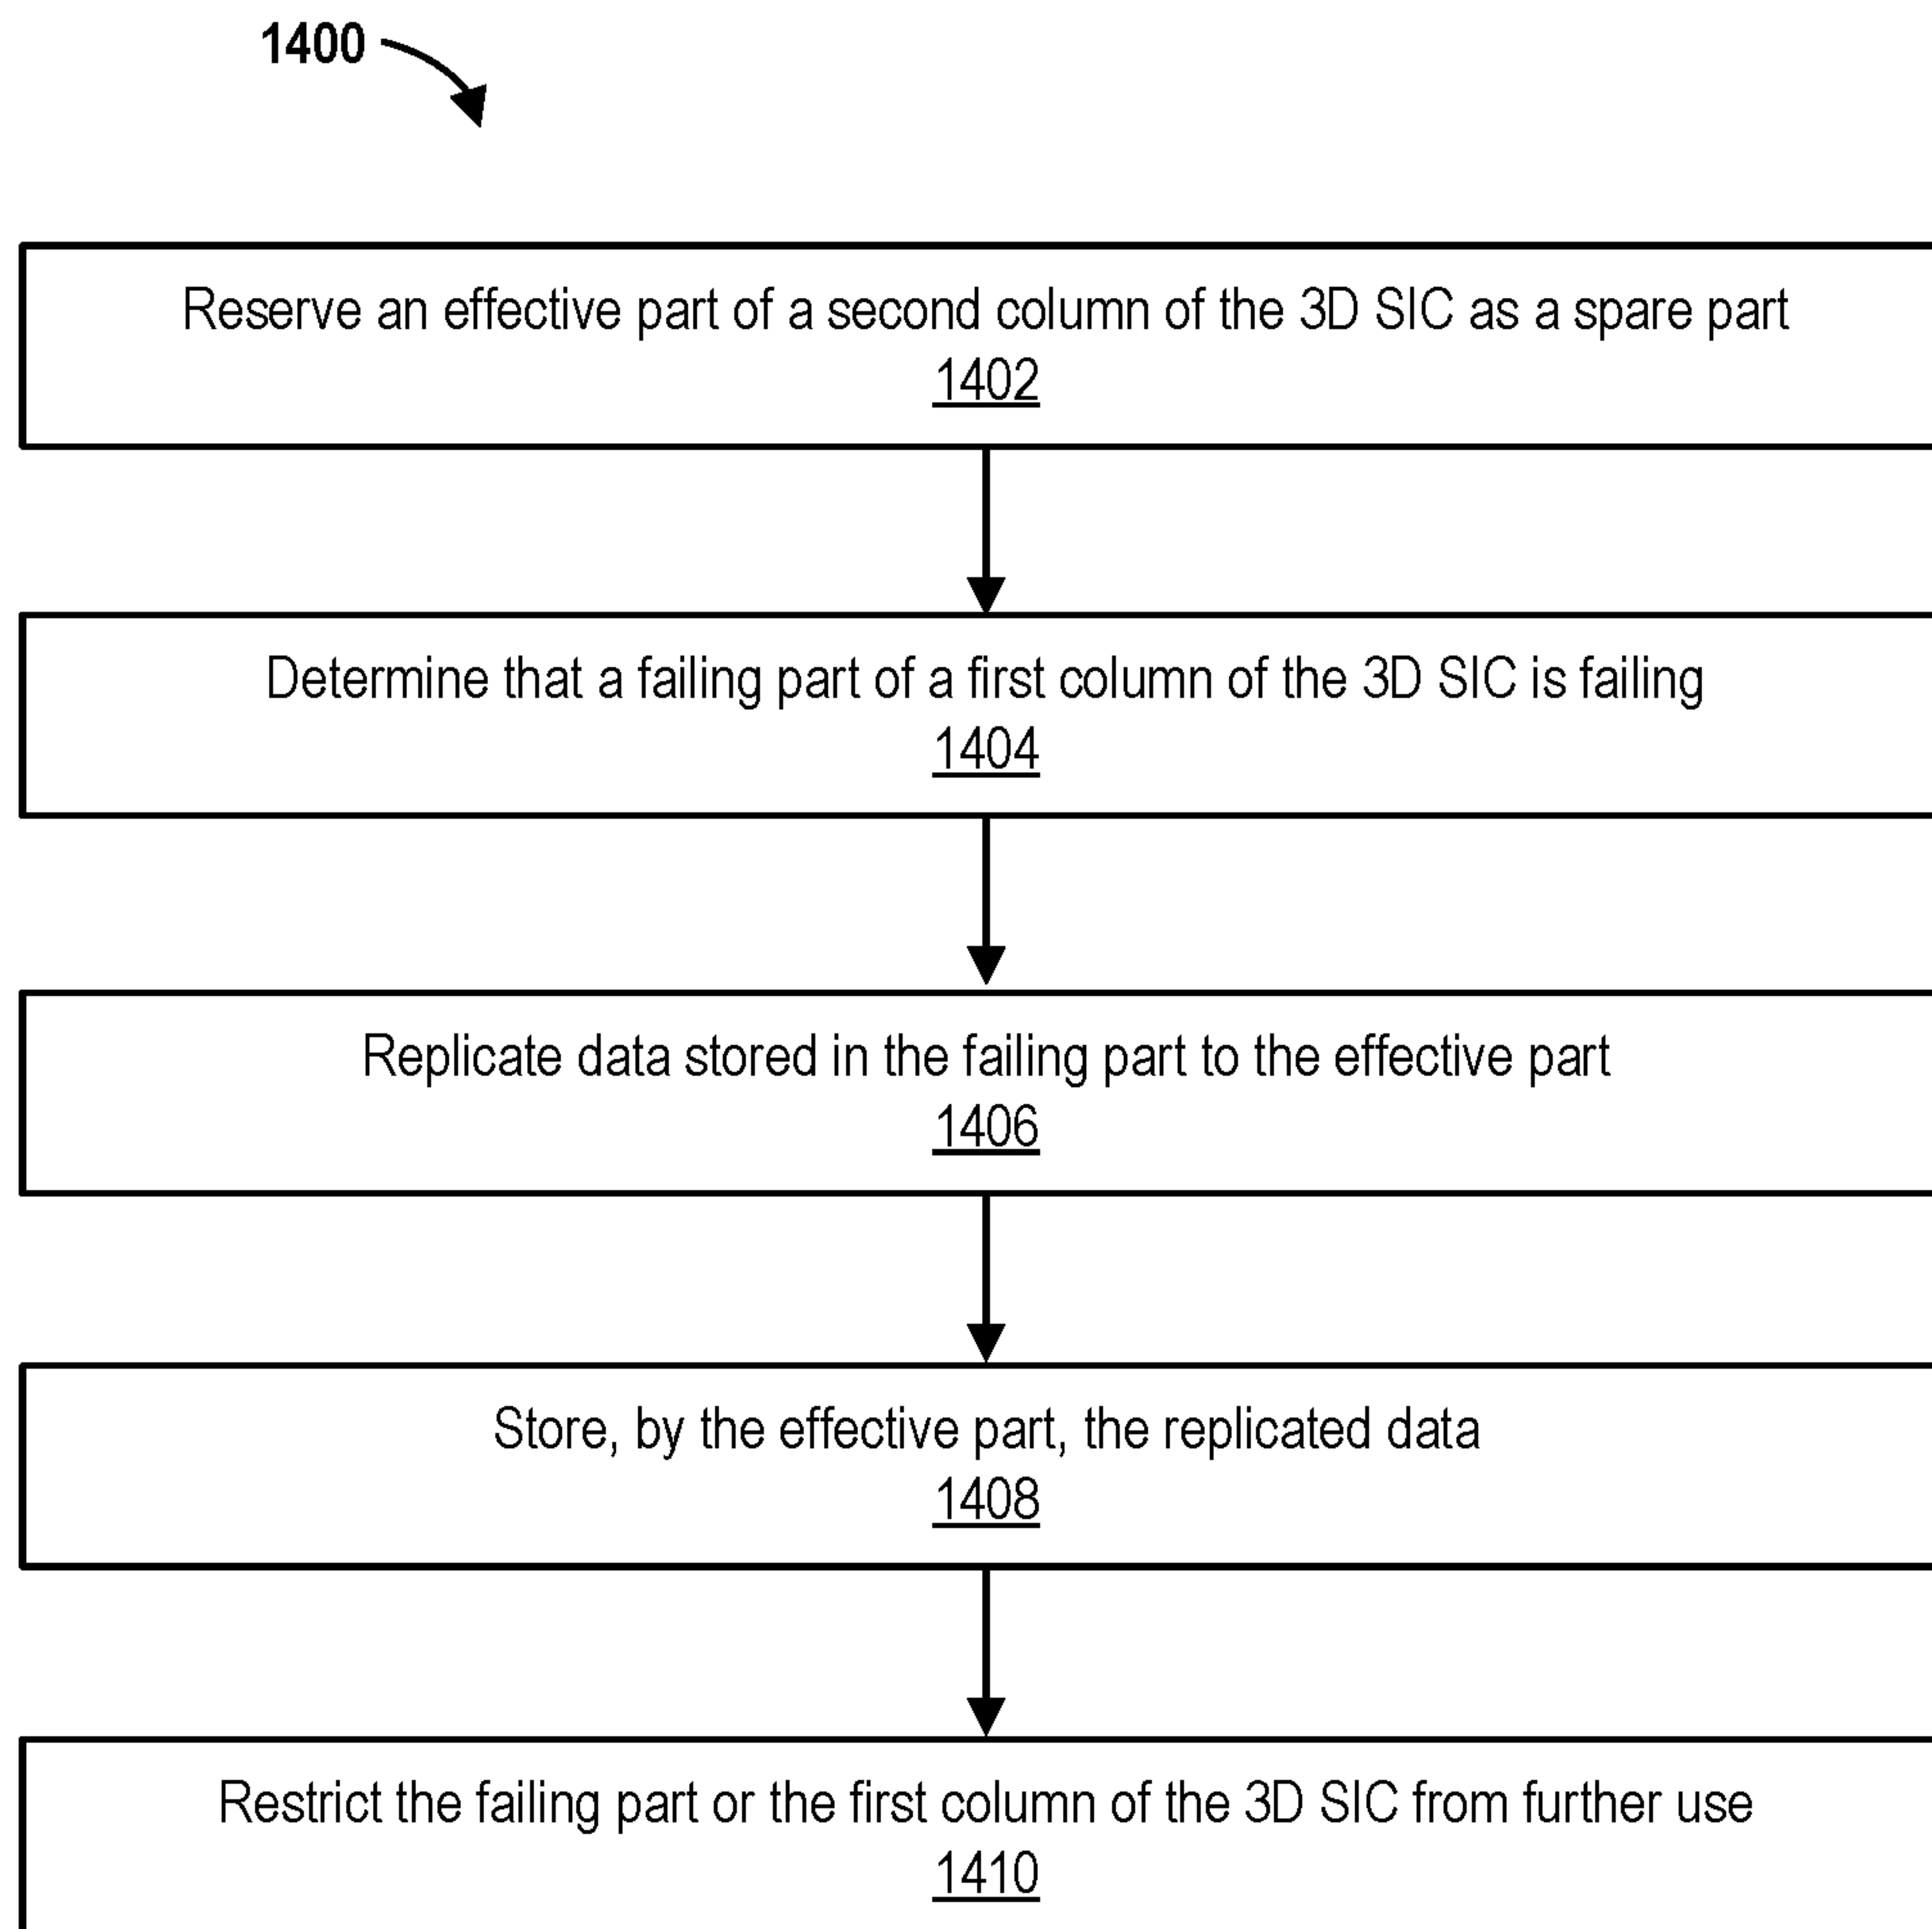 1400
Reserve an effective part of a second column of the 3D SIC as a spare part
1402
Determine that a failing part of a first column of the 3D SIC is failing
1404
Replicate data stored in the failing part to the effective part
1406
Store, by the effective part, the replicated data
1408
Restrict the failing part or the first column of the 3D SIC from further use
1410